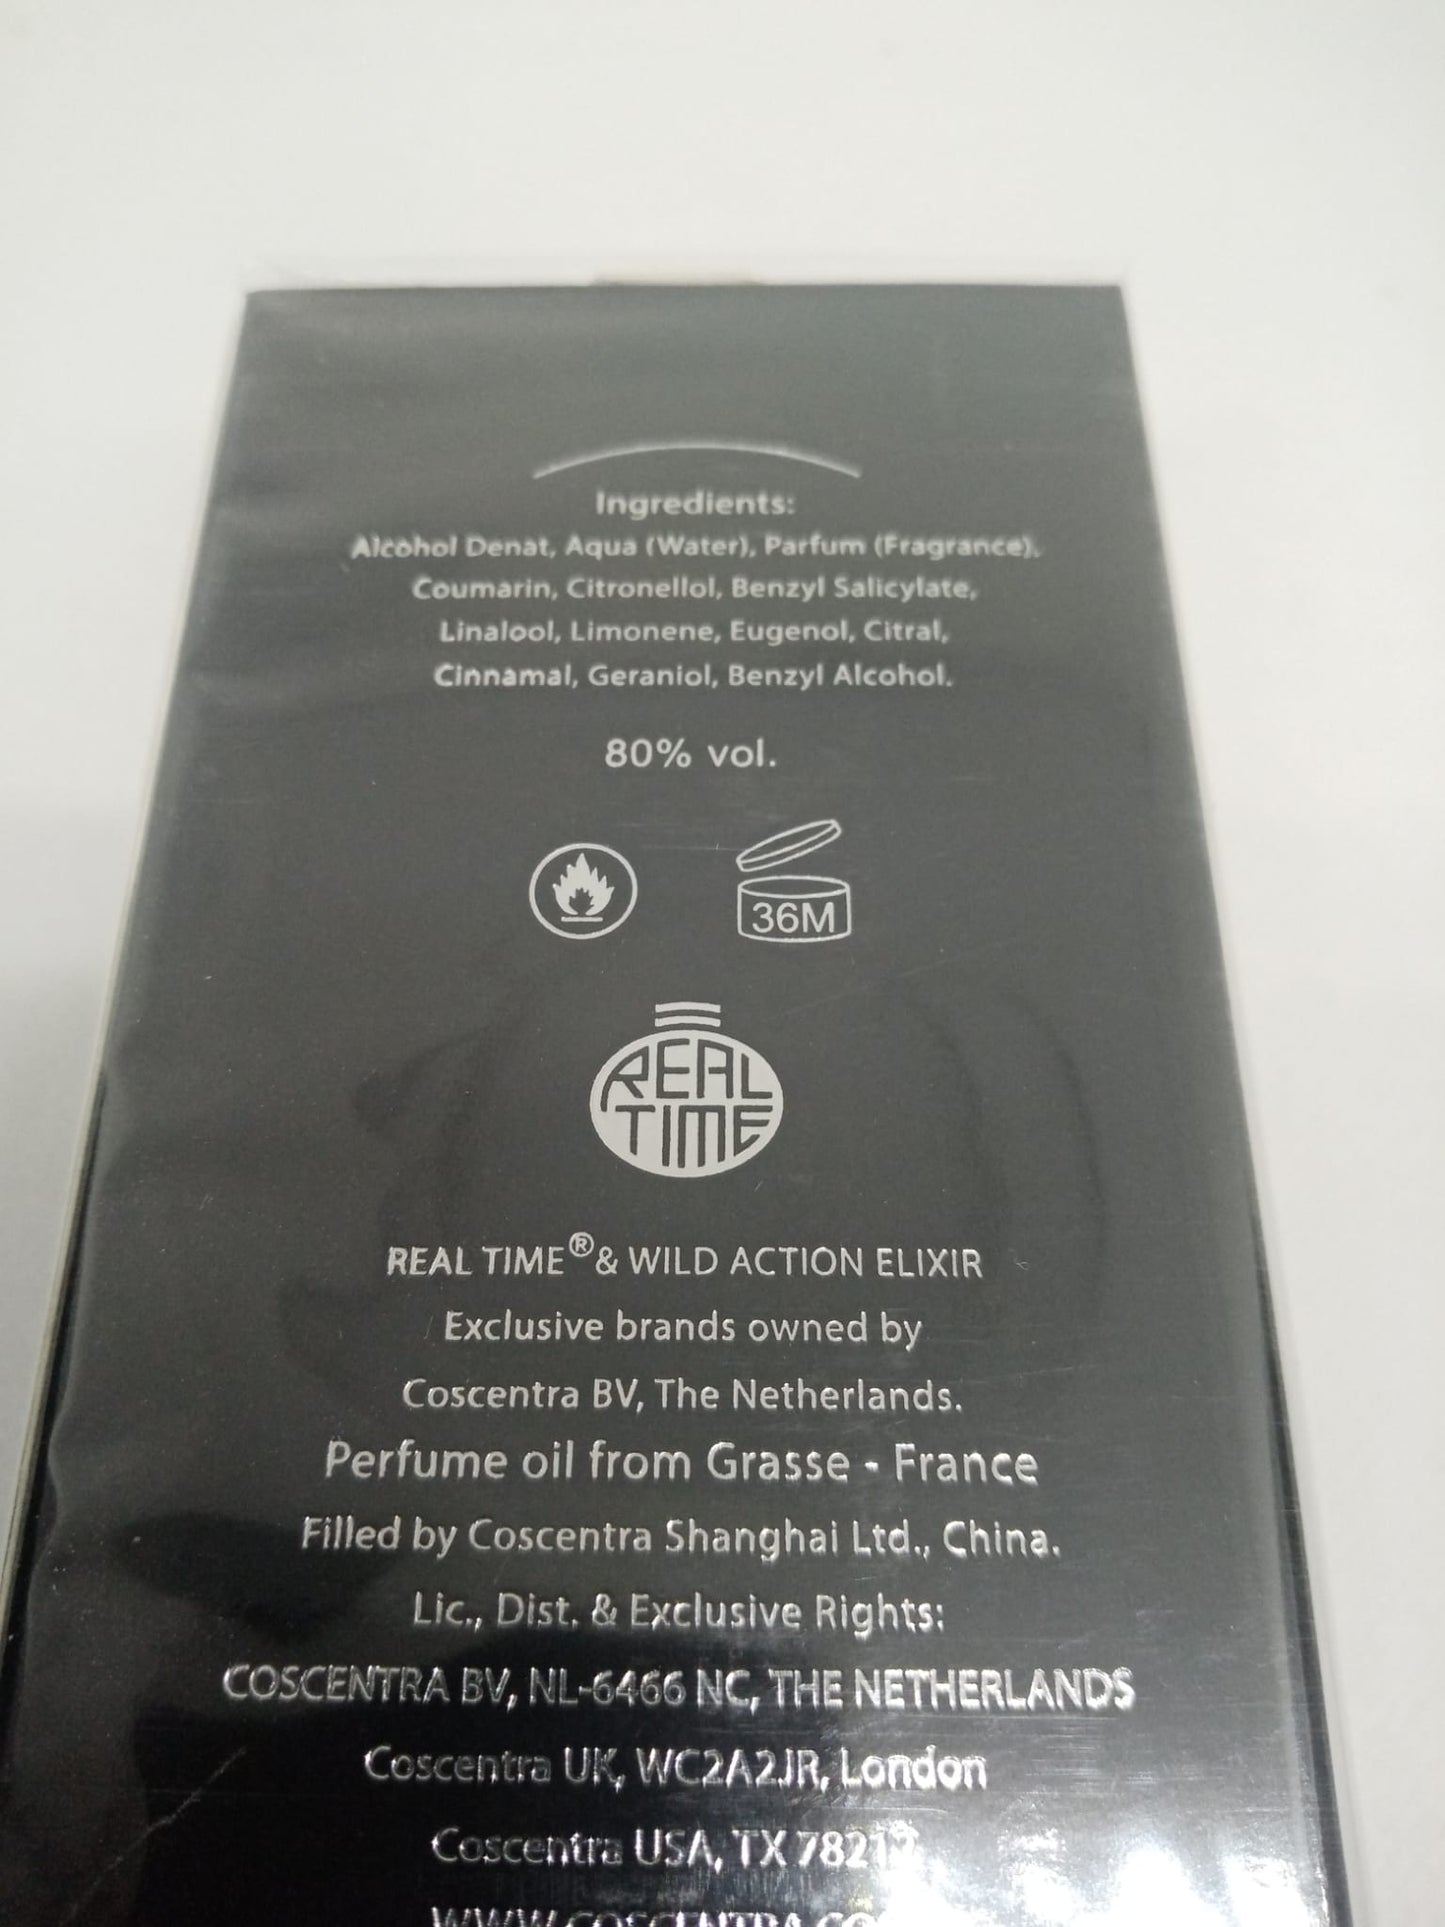 Ingredients:
Alcohol Denat, Aqua (Water), Parfum (Fragrance),
Coumarin, Citronellol, Benzyl Salicylate,
Linalool, Limonene, Eugenol, Citral,
Cinnamal, Geraniol, Benzyl Alcohol.
80% vol.
36M
REAL
TIME
REAL TIME® & WILD ACTION ELIXIR
Exclusive brands owned by
Coscentra BV, The Netherlands.
Perfume oil from Grasse - France
Filled by Coscentra Shanghai Ltd., China.
Lic., Dist. & Exclusive Rights:
COSCENTRA BV, NL-6466 NC, THE NETHERLANDS
Coscentra UK, WC2A2JR, London
Coscentra USA, TX